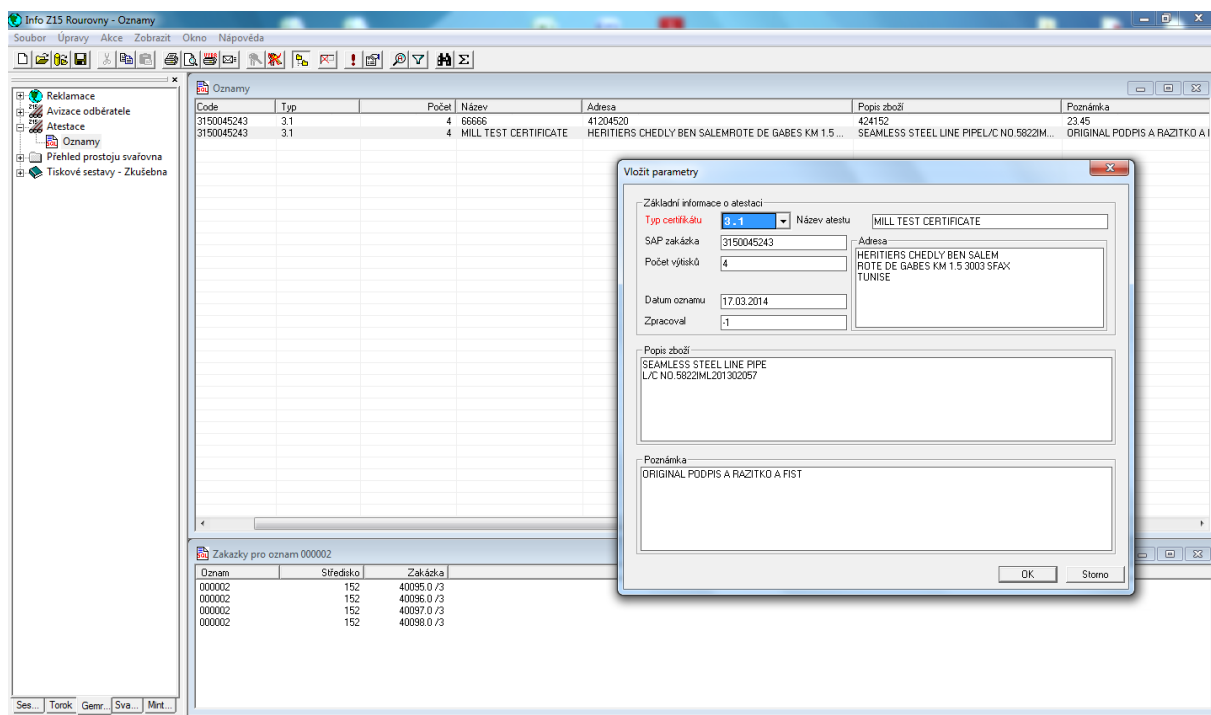 Info Z15 Rourovny - Oznamy
Soubor Úpravy Akce Zobrazit Okno Nápověda
Reklamace
Avizace odběratele
Atestace
Oznamy
Přehled prostoju svařovna
Tiskové sestavy - Zkušebna
Ses... Torok Gemr... Sva... Mint...
Oznamy
Code Typ Počet Název Adresa Popis zboží Poznámka
3150045243 3.1 4 66666 41204520 424152 23.45
3150045243 3.1 4 MILL TEST CERTIFICATE HERITIERS CHEDLY BEN SALEMROTE DE GABES KM 1.5 ... SEAMLESS STEEL LINE PIPEL/C NO.5822IM... ORIGINAL PODPIS A RAZITKO A I
Vložit parametry
Základní informace o atestaci
Typ certifikátu 3.1 Název atestu MILL TEST CERTIFICATE
SAP zakázka 3150045243
Počet výtisků 4
Datum oznamu 17.03.2014
Zpracoval -1
Adresa
HERITIERS CHEDLY BEN SALEM
ROTE DE GABES KM 1.5 3003 SFAX
TUNISE
Popis zboží
SEAMLESS STEEL LINE PIPE
L/C NO.5822IML201302057
Poznámka
ORIGINAL PODPIS A RAZITKO A FIST
OK Storno
Zakazky pro oznam 000002
Oznam Středisko Zakázka
000002 152 40095.0 /3
000002 152 40096.0 /3
000002 152 40097.0 /3
000002 152 40098.0 /3